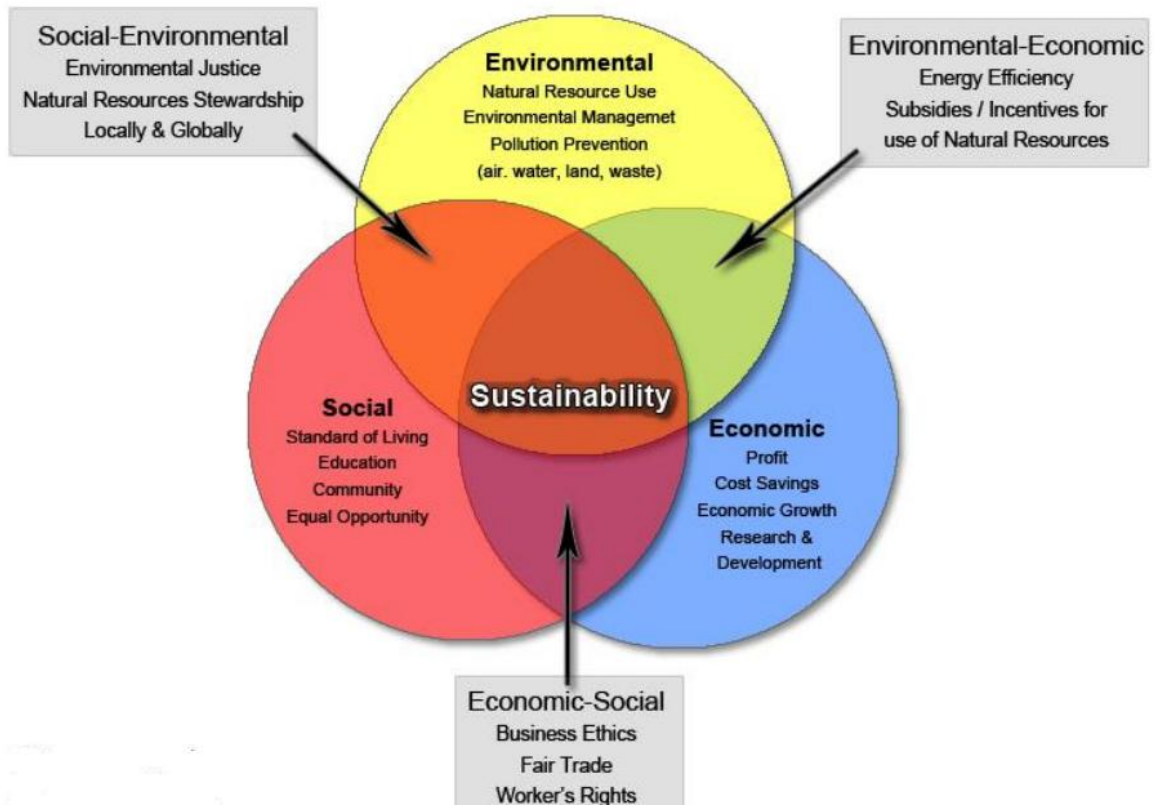 Social-Environmental
Environmental Justice
Natural Resources Stewardship
Locally & Globally
Environmental
Natural Resource Use
Environmental Managemet
Pollution Prevention
(air. water, land, waste)
Environmental-Economic
Energy Efficiency
Subsidies / Incentives for
use of Natural Resources
Sustainability
Social
Standard of Living
Education
Community
Equal Opportunity
Economic
Profit
Cost Savings
Economic Growth
Research &
Development
Economic-Social
Business Ethics
Fair Trade
Worker's Rights